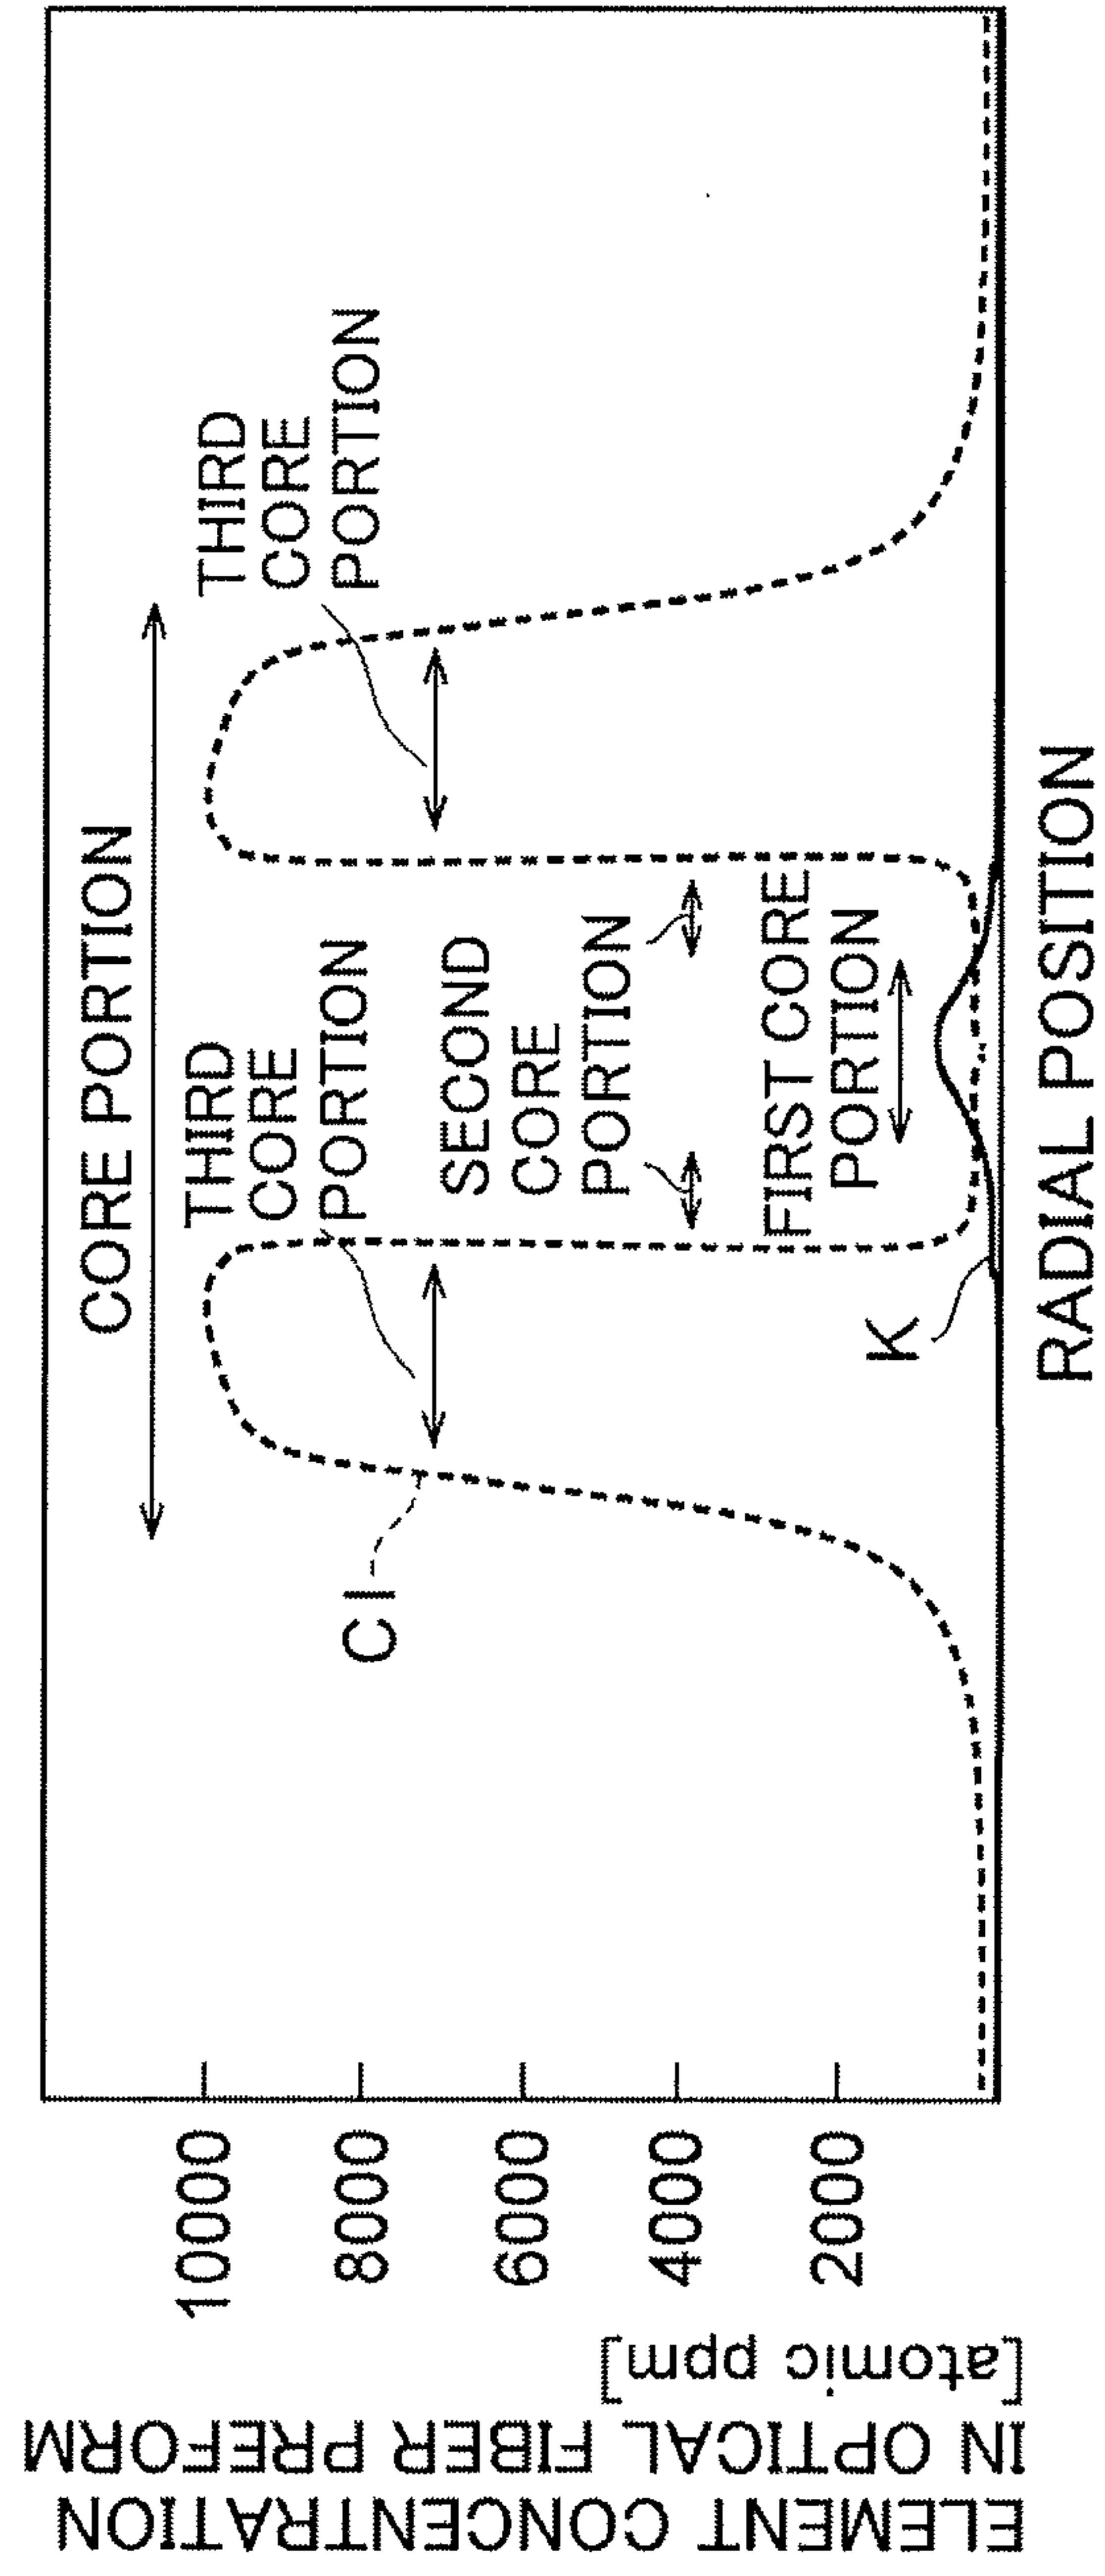 ELEMENT CONCENTRATION
IN OPTICAL FIBER PREFORM
[atomic ppm]
10000
8000
6000
4000
2000
CORE PORTION
THIRD
CORE
PORTION
THIRD
CORE
PORTION
SECOND
CORE
PORTION
FIRST CORE
PORTION
Cl
K
RADIAL POSITION